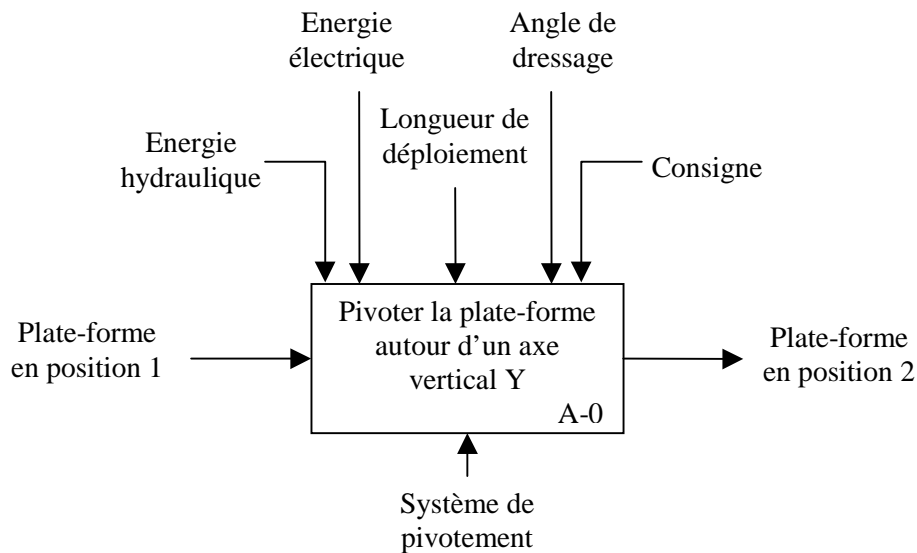 Energie
électrique
Angle de
dressage
Longueur de
déploiement
Energie
hydraulique
Consigne
Plate-forme
en position 1
Pivoter la plate-forme
autour d’un axe
vertical Y
A-0
Plate-forme
en position 2
Système de
pivotement